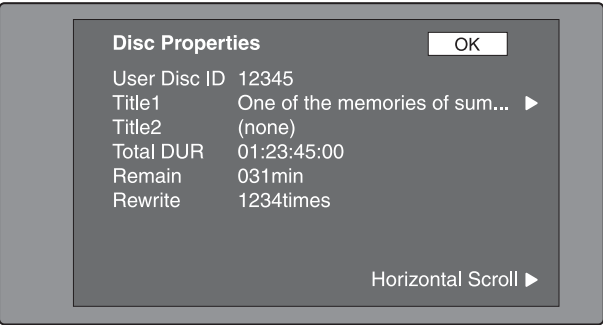 Disc Properties OK
User Disc ID 12345
Title1 One of the memories of sum... ▶
Title2 (none)
Total DUR 01:23:45:00
Remain 031min
Rewrite 1234times
Horizontal Scroll ▶